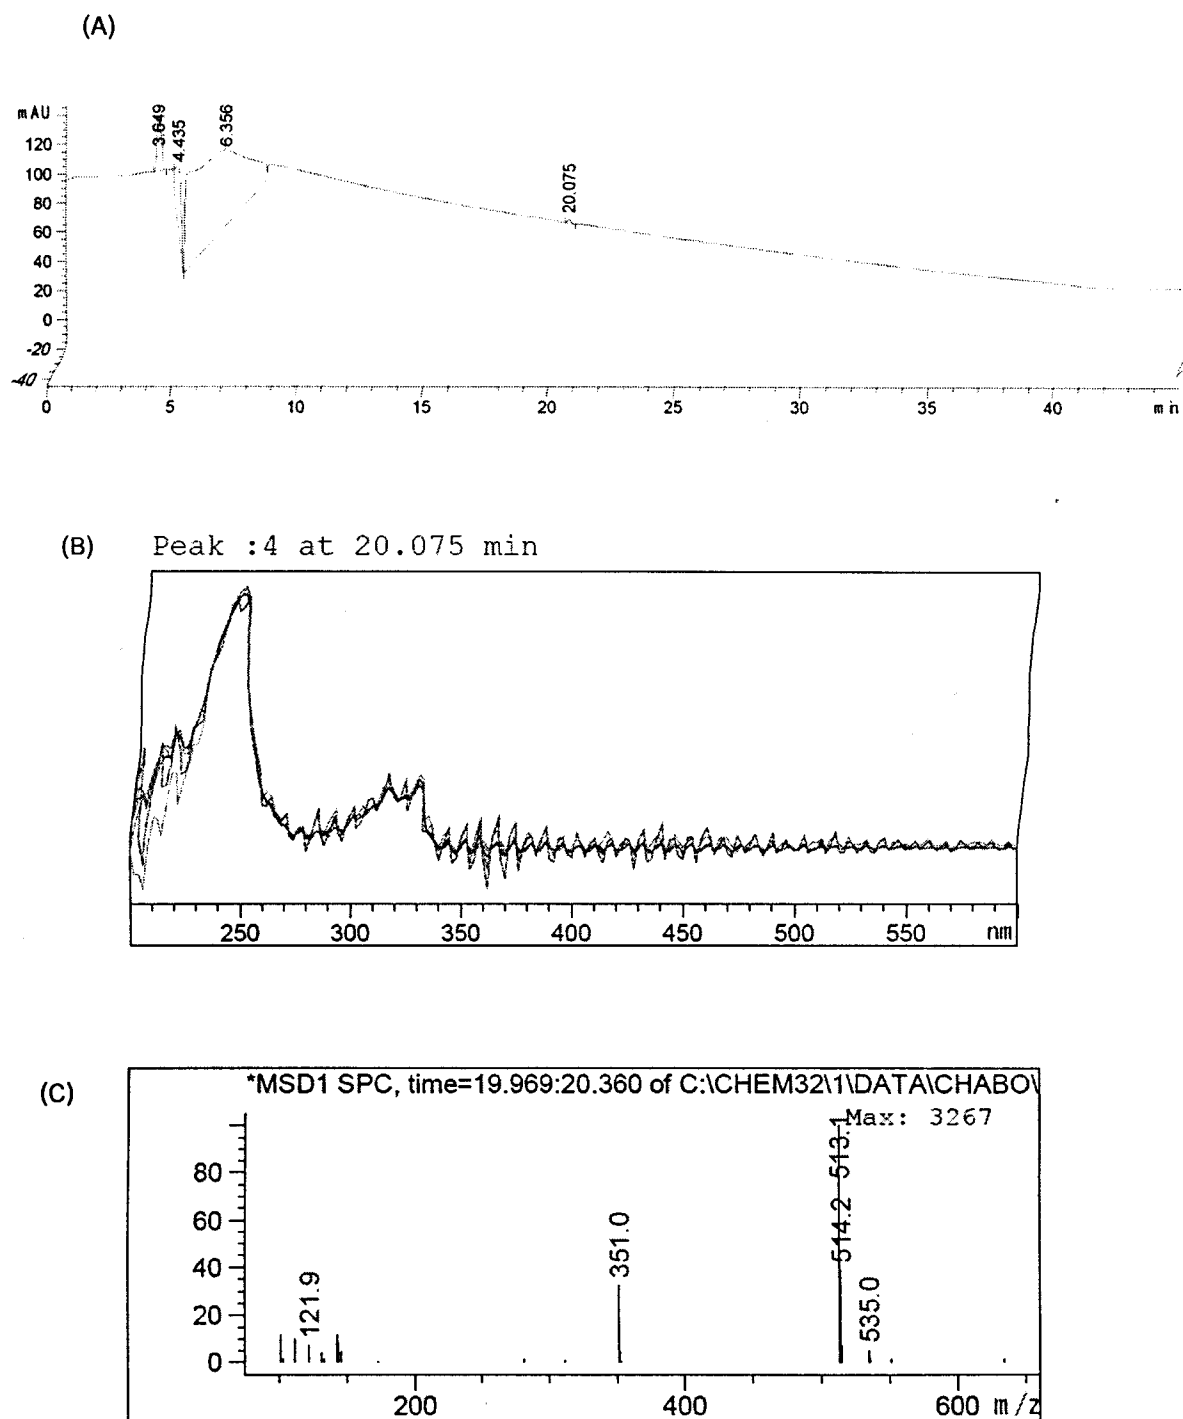 (A)
mAU
3.649
4.435
6.356
20.075
120
100
80
60
40
20
0
-20
-40
0 5 10 15 20 25 30 35 40 min
(B) Peak :4 at 20.075 min
250 300 350 400 450 500 550 nm
(C)
*MSD1 SPC, time=19.969:20.360 of C:\CHEM32\1\DATA\CHABO\
Max: 3267
513.1
514.2
535.0
351.0
121.9
80
60
40
20
0
200 400 600 m/z